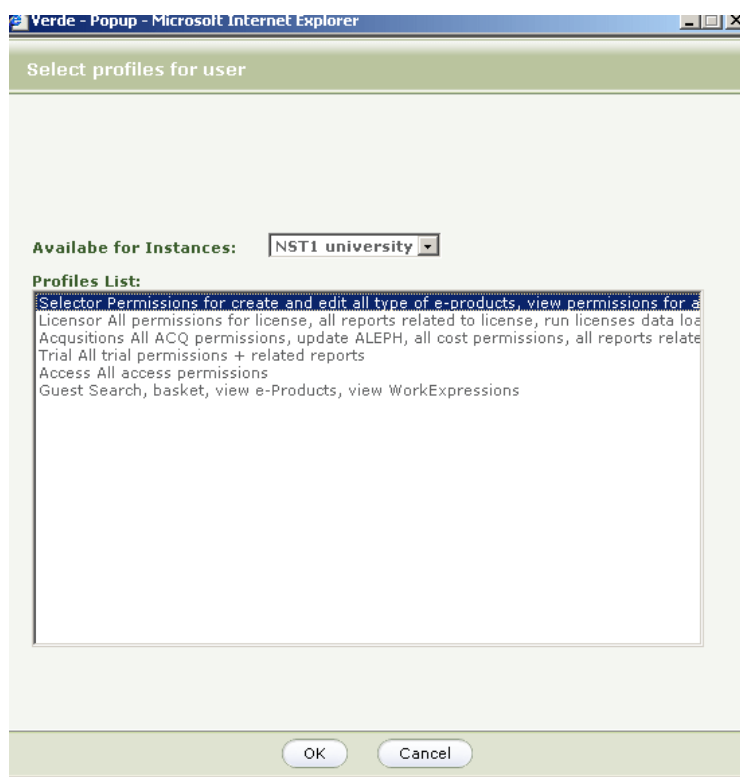 Verde - Popup - Microsoft Internet Explorer
Select profiles for user
Availabe for Instances: NST1 university
Profiles List:
Selector Permissions for create and edit all type of e-products, view permissions for a
Licensor All permissions for license, all reports related to license, run licenses data loa
Acqusitions All ACQ permissions, update ALEPH, all cost permissions, all reports relate
Trial All trial permissions + related reports
Access All access permissions
Guest Search, basket, view e-Products, view WorkExpressions
OK Cancel